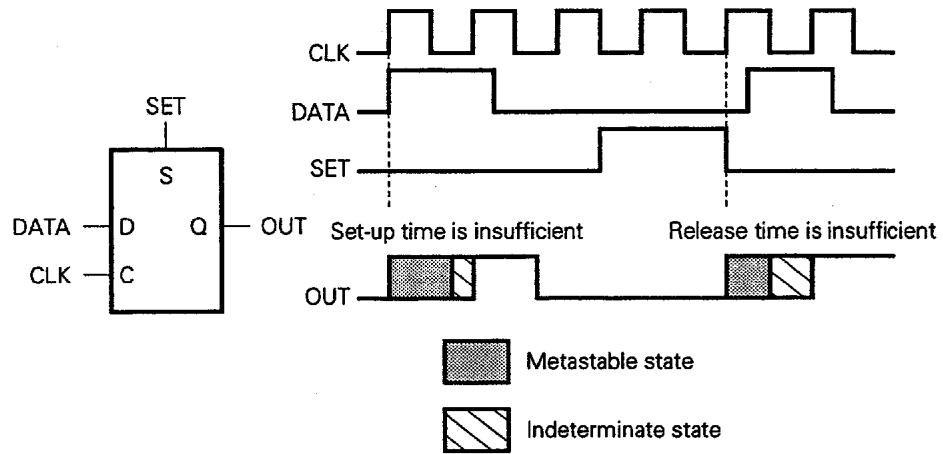 SET
S
DATA
D
Q
OUT
CLK
C
CLK
DATA
SET
Set-up time is insufficient
Release time is insufficient
OUT
Metastable state
Indeterminate state